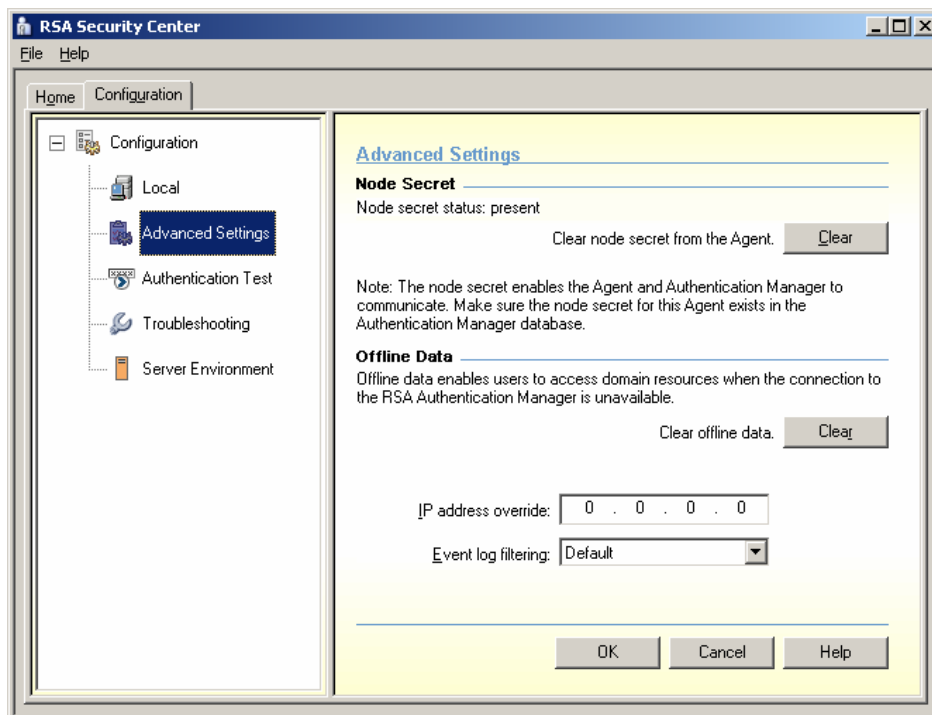 RSA Security Center
File Help
Home Configuration
Configuration
Local
Advanced Settings
Authentication Test
Troubleshooting
Server Environment
Advanced Settings
Node Secret
Node secret status: present
Clear node secret from the Agent. Clear
Note: The node secret enables the Agent and Authentication Manager to
communicate. Make sure the node secret for this Agent exists in the
Authentication Manager database.
Offline Data
Offline data enables users to access domain resources when the connection to
the RSA Authentication Manager is unavailable.
Clear offline data. Clear
IP address override: 0 . 0 . 0 . 0
Event log filtering: Default
OK Cancel Help